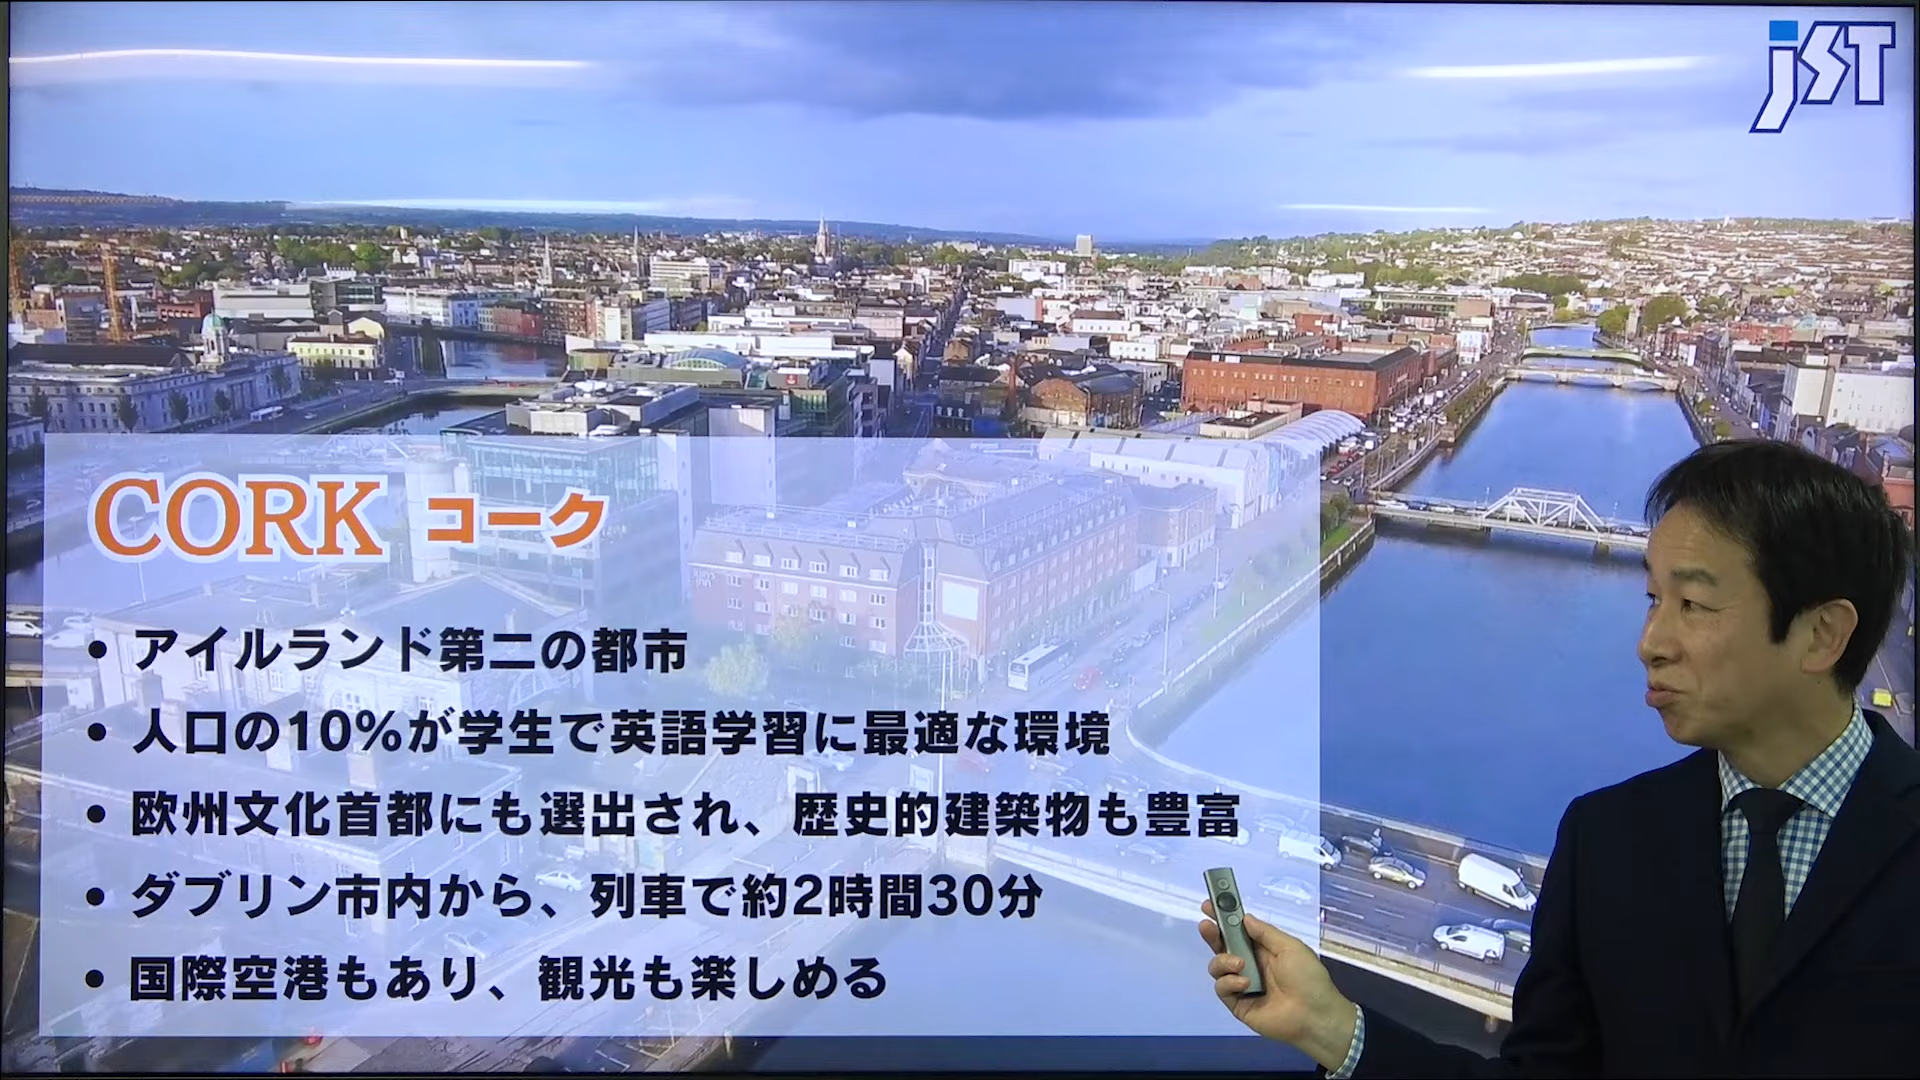 jST
CORK コーク
• アイルランド第二の都市
• 人口の10%が学生で英語学習に最適な環境
• 欧州文化首都にも選出され、歴史的建築物も豊富
• ダブリン市内から、列車で約2時間30分
• 国際空港もあり、観光も楽しめる